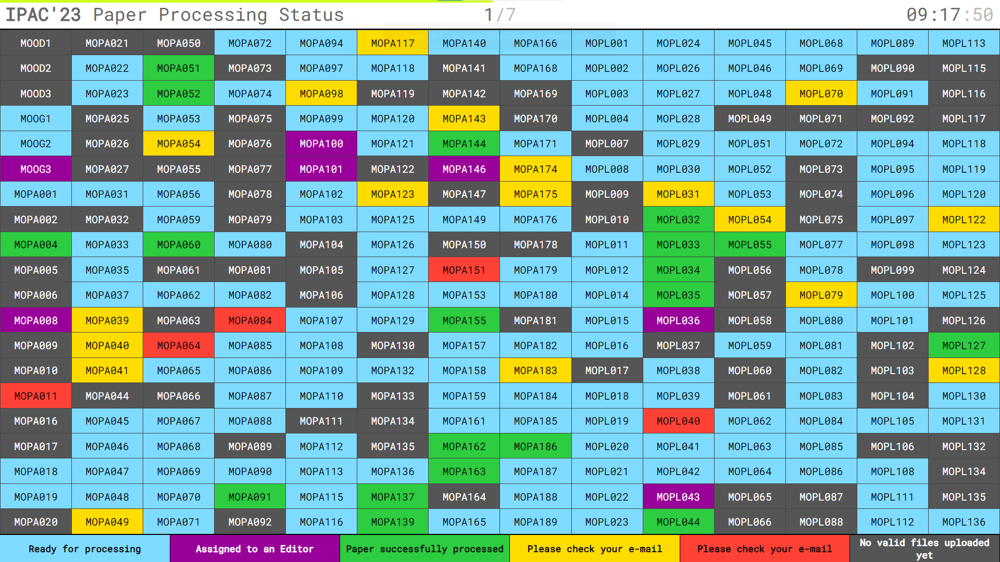 IPAC'23 Paper Processing Status 1/7 09:17:50
MOOD1 MOPA021 MOPA050 MOPA072 MOPA094 MOPA117 MOPA140 MOPA166 MOPL001 MOPL024 MOPL045 MOPL068 MOPL089 MOPL113
MOOD2 MOPA022 MOPA051 MOPA073 MOPA097 MOPA118 MOPA141 MOPA168 MOPL002 MOPL026 MOPL046 MOPL069 MOPL090 MOPL115
MOOD3 MOPA023 MOPA052 MOPA074 MOPA098 MOPA119 MOPA142 MOPA169 MOPL003 MOPL027 MOPL048 MOPL070 MOPL091 MOPL116
MOOG1 MOPA025 MOPA053 MOPA075 MOPA099 MOPA120 MOPA143 MOPA170 MOPL004 MOPL028 MOPL049 MOPL071 MOPL092 MOPL117
MOOG2 MOPA026 MOPA054 MOPA076 MOPA100 MOPA121 MOPA144 MOPA171 MOPL007 MOPL029 MOPL051 MOPL072 MOPL094 MOPL118
MOOG3 MOPA027 MOPA055 MOPA077 MOPA101 MOPA122 MOPA146 MOPA174 MOPL008 MOPL030 MOPL052 MOPL073 MOPL095 MOPL119
MOPA001 MOPA031 MOPA056 MOPA078 MOPA102 MOPA123 MOPA147 MOPA175 MOPL009 MOPL031 MOPL053 MOPL074 MOPL096 MOPL120
MOPA002 MOPA032 MOPA059 MOPA079 MOPA103 MOPA125 MOPA149 MOPA176 MOPL010 MOPL032 MOPL054 MOPL075 MOPL097 MOPL122
MOPA004 MOPA033 MOPA060 MOPA080 MOPA104 MOPA126 MOPA150 MOPA178 MOPL011 MOPL033 MOPL055 MOPL077 MOPL098 MOPL123
MOPA005 MOPA035 MOPA061 MOPA081 MOPA105 MOPA127 MOPA151 MOPA179 MOPL012 MOPL034 MOPL056 MOPL078 MOPL099 MOPL124
MOPA006 MOPA037 MOPA062 MOPA082 MOPA106 MOPA128 MOPA153 MOPA180 MOPL014 MOPL035 MOPL057 MOPL079 MOPL100 MOPL125
MOPA008 MOPA039 MOPA063 MOPA084 MOPA107 MOPA129 MOPA155 MOPA181 MOPL015 MOPL036 MOPL058 MOPL080 MOPL101 MOPL126
MOPA009 MOPA040 MOPA064 MOPA085 MOPA108 MOPA130 MOPA157 MOPA182 MOPL016 MOPL037 MOPL059 MOPL081 MOPL102 MOPL127
MOPA010 MOPA041 MOPA065 MOPA086 MOPA109 MOPA132 MOPA158 MOPA183 MOPL017 MOPL038 MOPL060 MOPL082 MOPL103 MOPL128
MOPA011 MOPA044 MOPA066 MOPA087 MOPA110 MOPA133 MOPA159 MOPA184 MOPL018 MOPL039 MOPL061 MOPL083 MOPL104 MOPL130
MOPA016 MOPA045 MOPA067 MOPA088 MOPA111 MOPA134 MOPA161 MOPA185 MOPL019 MOPL040 MOPL062 MOPL084 MOPL105 MOPL131
MOPA017 MOPA046 MOPA068 MOPA089 MOPA112 MOPA135 MOPA162 MOPA186 MOPL020 MOPL041 MOPL063 MOPL085 MOPL106 MOPL132
MOPA018 MOPA047 MOPA069 MOPA090 MOPA113 MOPA136 MOPA163 MOPA187 MOPL021 MOPL042 MOPL064 MOPL086 MOPL108 MOPL134
MOPA019 MOPA048 MOPA070 MOPA091 MOPA115 MOPA137 MOPA164 MOPA188 MOPL022 MOPL043 MOPL065 MOPL087 MOPL111 MOPL135
MOPA020 MOPA049 MOPA071 MOPA092 MOPA116 MOPA139 MOPA165 MOPA189 MOPL023 MOPL044 MOPL066 MOPL088 MOPL112 MOPL136
Ready for processing Assigned to an Editor Paper successfully processed Please check your e-mail Please check your e-mail No valid files uploaded
yet